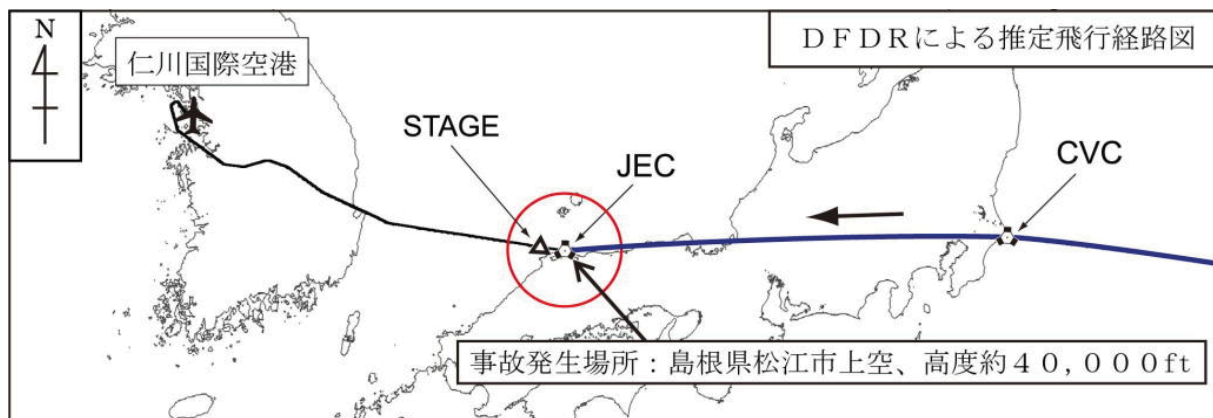 N
仁川国際空港
DFDRによる推定飛行経路図
STAGE
JEC
CVC
事故発生場所：島根県松江市上空、高度約40,000ft